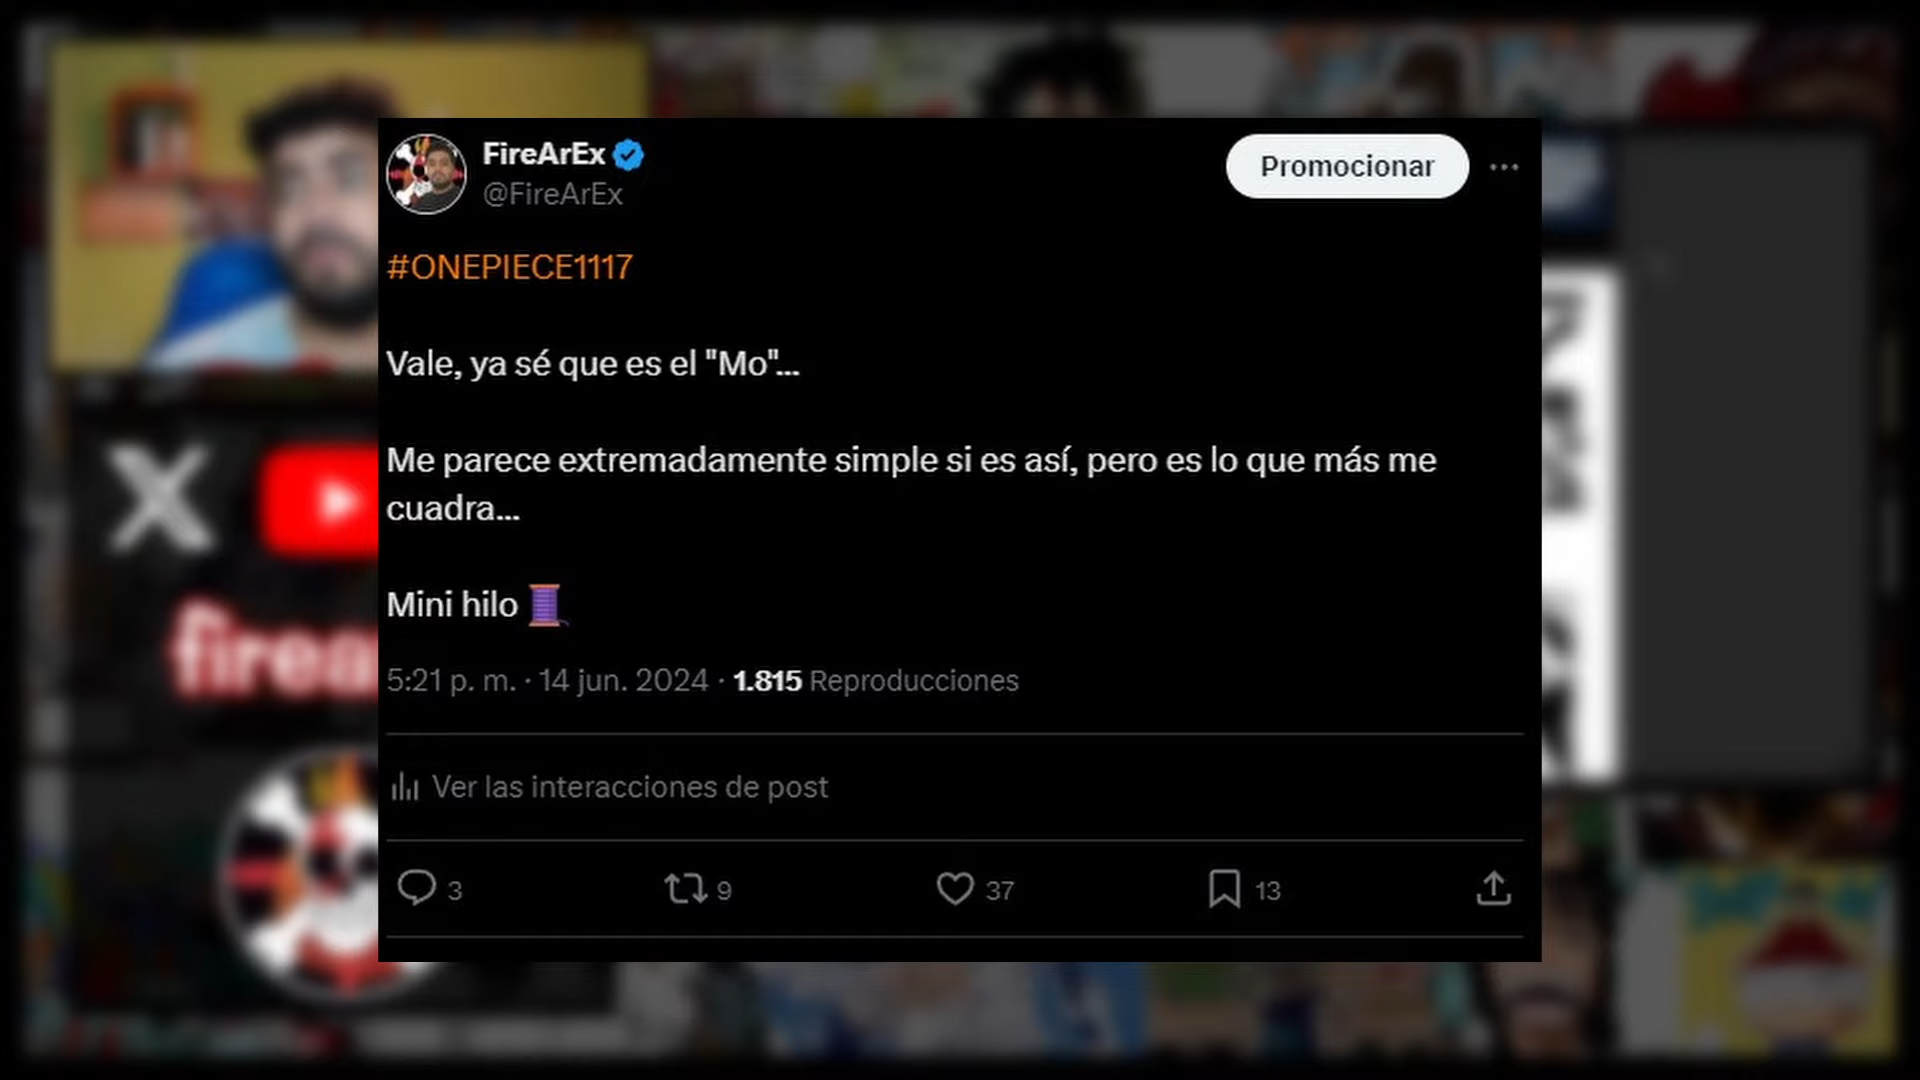 FireArEx
@FireArEx
Promocionar
#ONEPIECE1117
Vale, ya sé que es el "Mo"...
Me parece extremadamente simple si es así, pero es lo que más me
cuadra...
Mini hilo
5:21 p. m. · 14 jun. 2024 · 1.815 Reproducciones
Ver las interacciones de post
3
9
37
13
firea